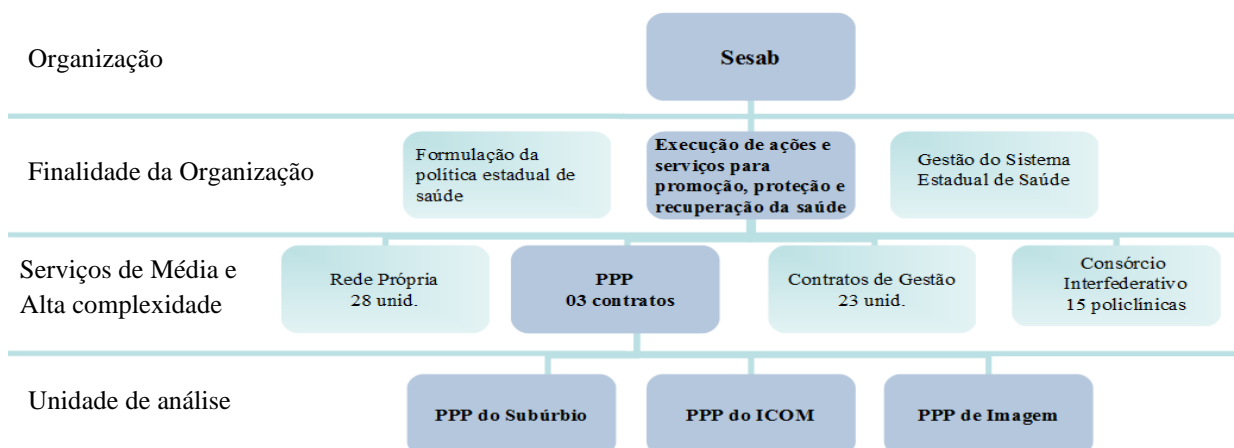 Organização
Sesab
Finalidade da Organização
Formulação da
política estadual de
saúde
Execução de ações e
serviços para
promoção, proteção e
recuperação da saúde
Gestão do Sistema
Estadual de Saúde
Serviços de Média e
Alta complexidade
Rede Própria
28 unid.
PPP
03 contratos
Contratos de Gestão
23 unid.
Consórcio
Interfederativo
15 policlínicas
Unidade de análise
PPP do Subúrbio
PPP do ICOM
PPP de Imagem